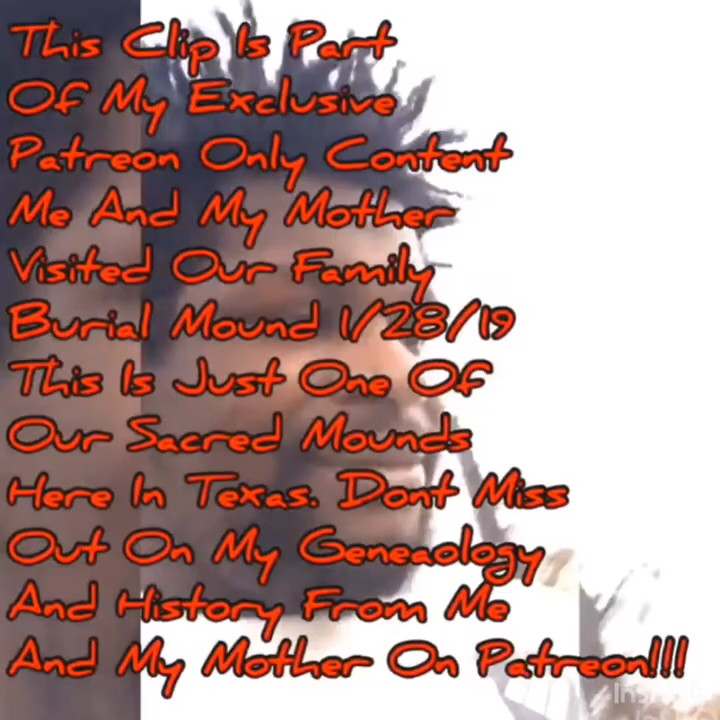 This Clip Is Part
Of My Exclusive
Patreon Only Content
Me And My Mother
Visited Our Family
Burial Mound 1/28/19
This Is Just One Of
Our Sacred Mounds
Here In Texas. Dont Miss
Out On My Geneaology
And History From Me
And My Mother On Patreon!!!